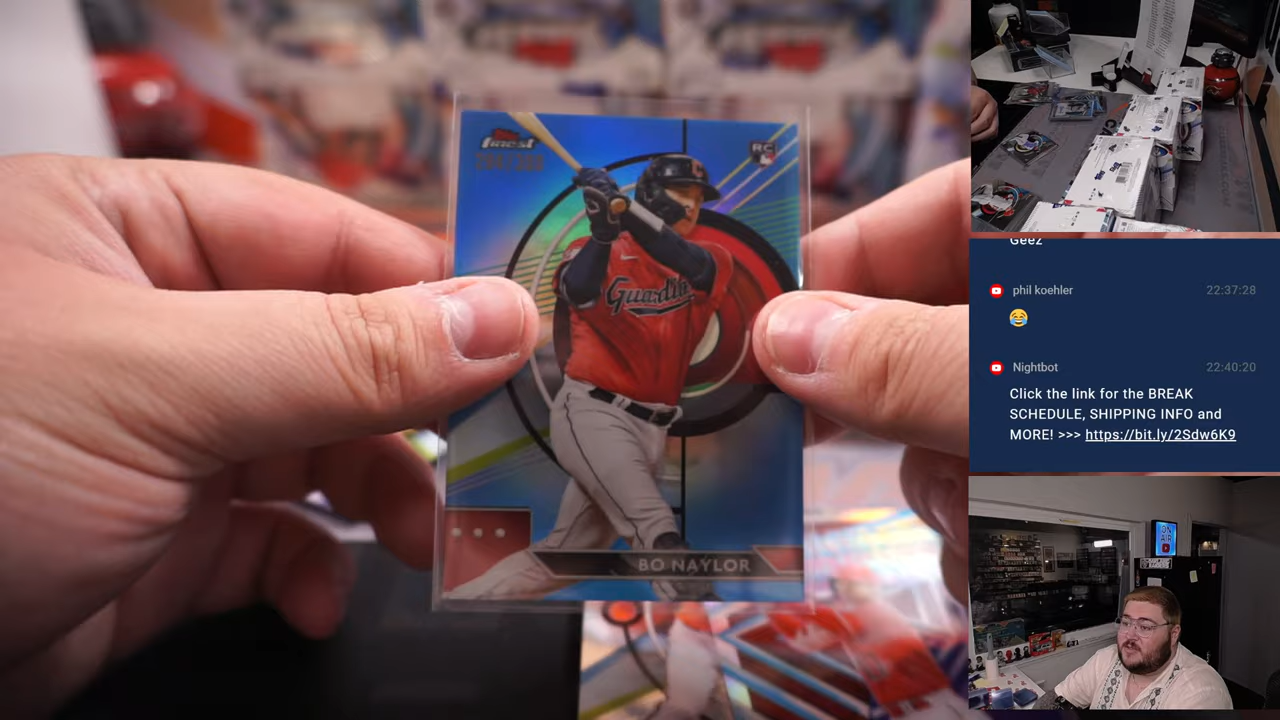 Topps
finest
RC
Guardians
BO NAYLOR
Geez
phil koehler 22:37:28
😂
Nightbot 22:40:20
Click the link for the BREAK
SCHEDULE, SHIPPING INFO and
MORE! >>> https://bit.ly/2Sdw6K9
ON
AIR